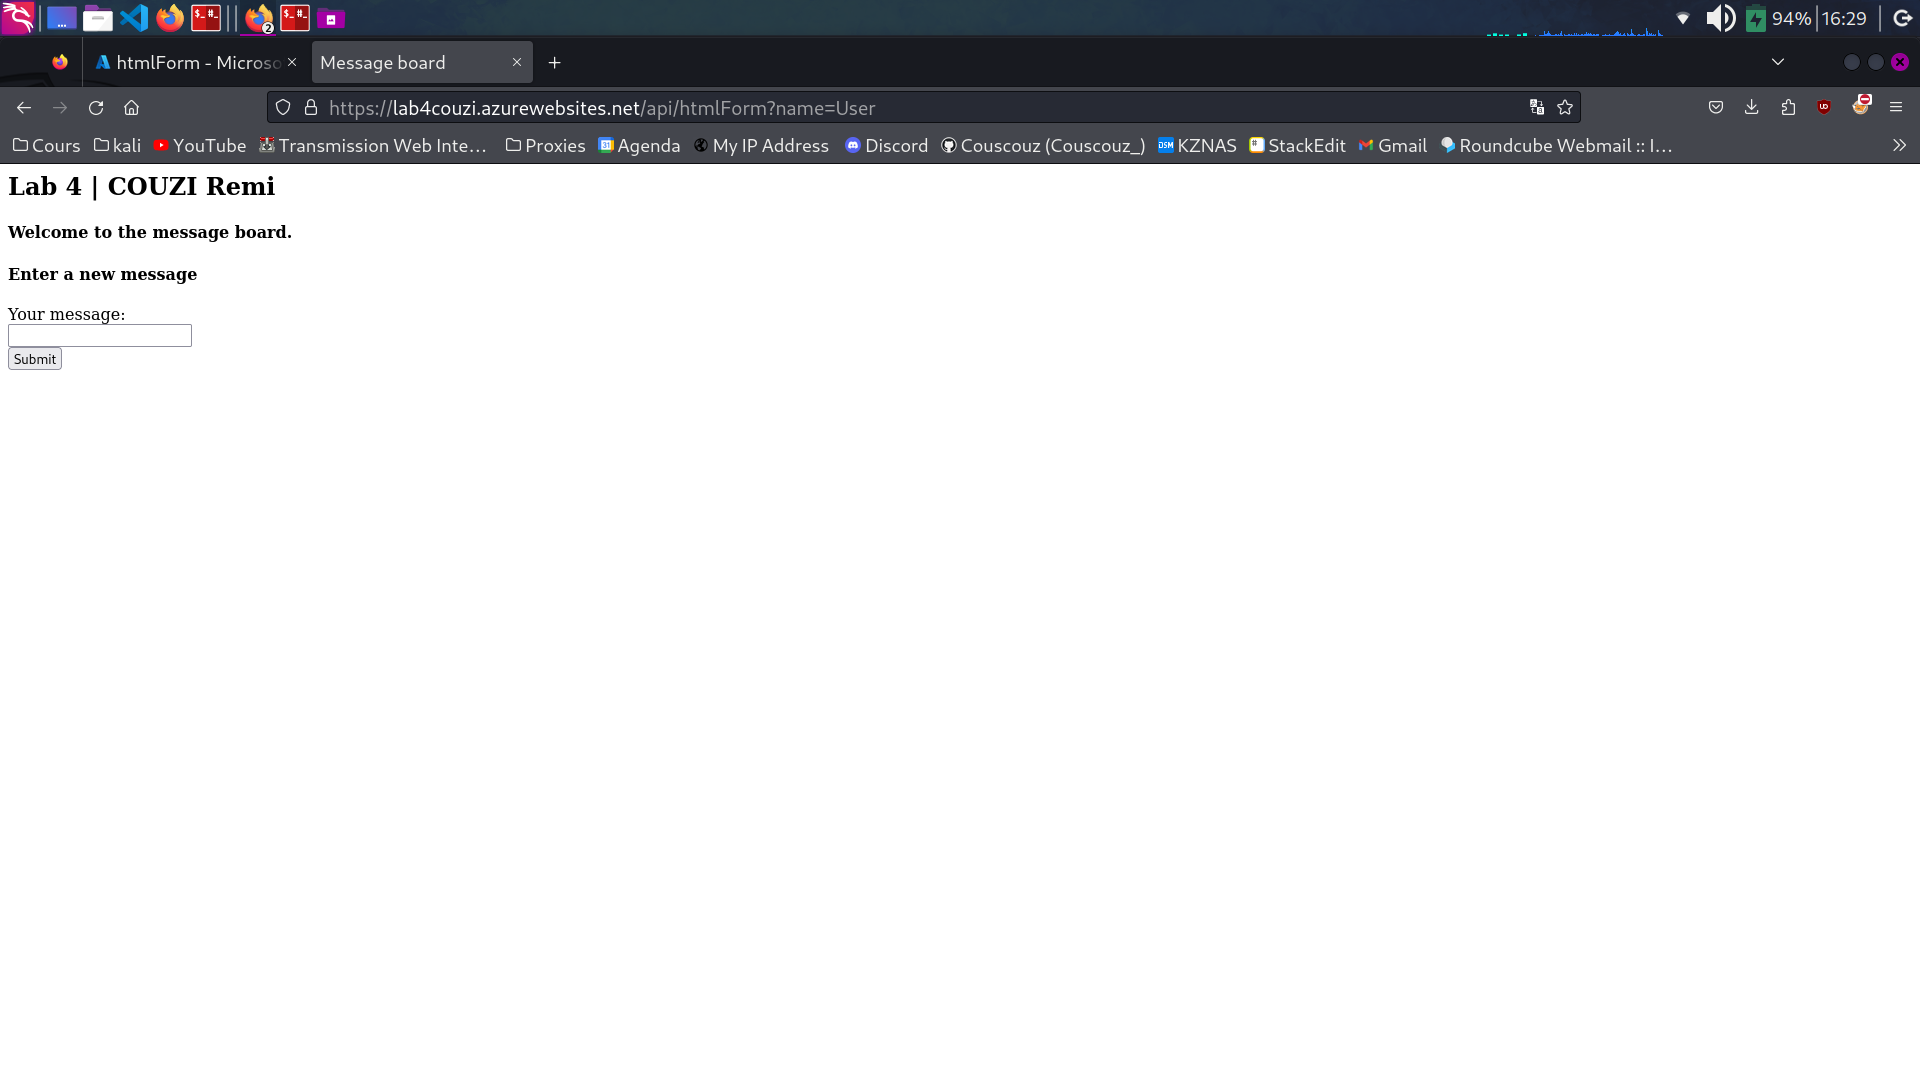 94% 16:29
htmlForm - Microso Message board
https://lab4couzi.azurewebsites.net/api/htmlForm?name=User
Cours kali YouTube Transmission Web Inte... Proxies Agenda My IP Address Discord Couscouz (Couscouz_) KZNAS StackEdit Gmail Roundcube Webmail :: I...
Lab 4 | COUZI Remi
Welcome to the message board.
Enter a new message
Your message:
Submit